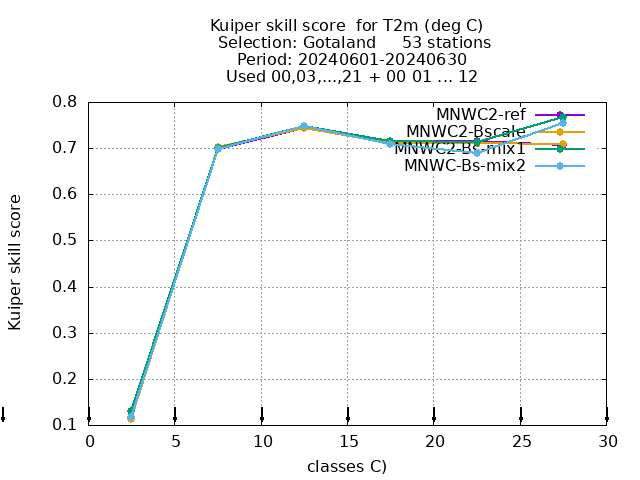 Kuiper skill score  for T2m (deg C)
Selection: Gotaland     53 stations
Period: 20240601-20240630
Used 00,03,...,21 + 00 01 ... 12
MNWC2-ref
MNWC2-Bscale
MNWC2-Bs-mix1
MNWC-Bs-mix2
Kuiper skill score
0.8
0.7
0.6
0.5
0.4
0.3
0.2
0.1
0 5 10 15 20 25 30
classes C)